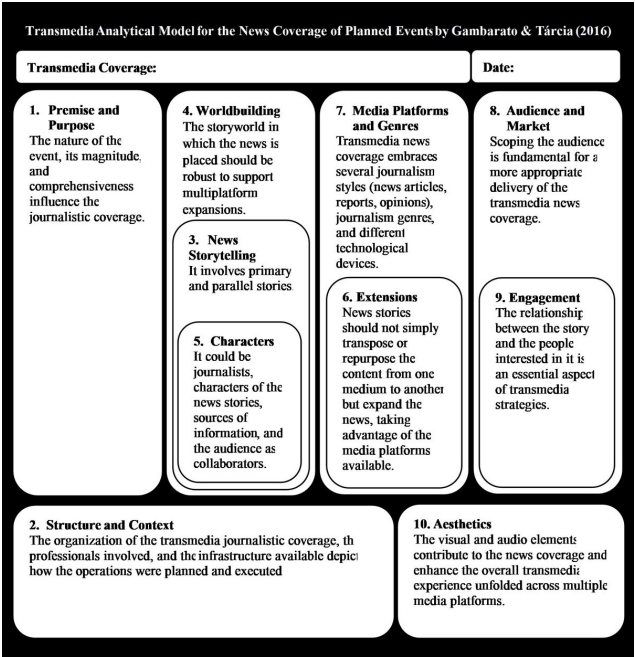 Transmedia Analytical Model for the News Coverage of Planned Events by Gambarato & Tárcia (2016)
Transmedia Coverage:
Date:
1. Premise and
Purpose
The nature of the
event, its magnitude,
and
comprehensiveness
influence the
journalistic coverage.
4. Worldbuilding
The storyworld in
which the news is
placed should be
robust to support
multiplatform
expansions.
3. News
Storytelling
It involves primary
and parallel stories
5. Characters
It could be
journalists,
characters of the
news stories,
sources of
information, and
the audience as
collaborators.
7. Media Platforms
and Genres
Transmedia news
coverage embraces
several journalism
styles (news articles,
reports, opinions),
journalism genres,
and different
technological
devices.
6. Extensions
News stories
should not simply
transpose or
repurpose the
content from one
medium to another
but expand the
news, taking
advantage of the
media platforms
available.
8. Audience and
Market
Scoping the audience
is fundamental for a
more appropriate
delivery of the
transmedia news
coverage.
9. Engagement
The relationship
between the story
and the people
interested in it is
an essential aspect
of transmedia
strategies.
2. Structure and Context
The organization of the transmedia journalistic coverage, th
professionals involved, and the infrastructure available depict
how the operations were planned and executed
10. Aesthetics
The visual and audio elements
contribute to the news coverage and
enhance the overall transmedia
experience unfolded across multiple
media platforms.